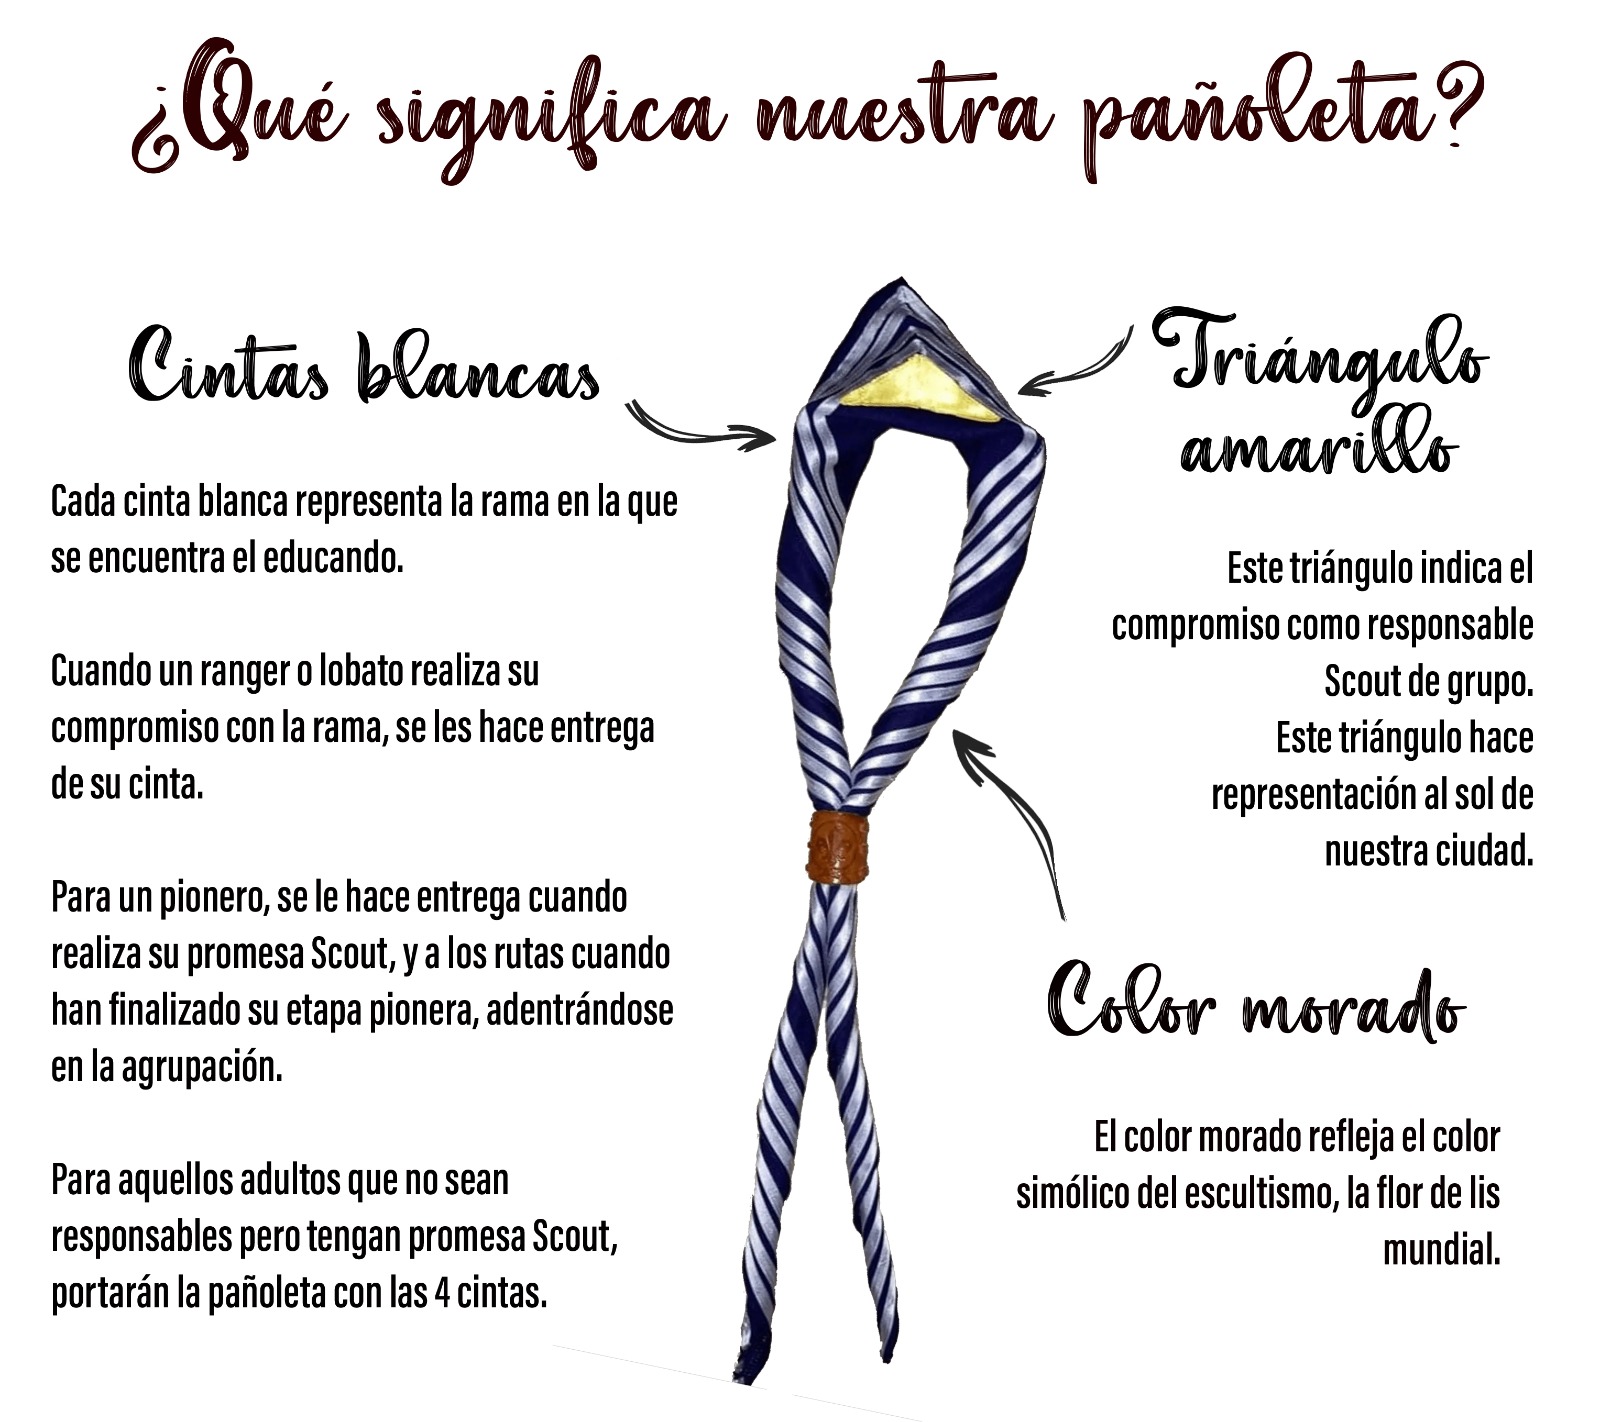 ¿Qué significa nuestra pañoleta?
Cintas blancas
Cada cinta blanca representa la rama en la que
se encuentra el educando.
Cuando un ranger o lobato realiza su
compromiso con la rama, se les hace entrega
de su cinta.
Para un pionero, se le hace entrega cuando
realiza su promesa Scout, y a los rutas cuando
han finalizado su etapa pionera, adentrándose
en la agrupación.
Para aquellos adultos que no sean
responsables pero tengan promesa Scout,
portarán la pañoleta con las 4 cintas.
Triángulo
amarillo
Este triángulo indica el
compromiso como responsable
Scout de grupo.
Este triángulo hace
representación al sol de
nuestra ciudad.
Color morado
El color morado refleja el color
simólico del escultismo, la flor de lis
mundial.